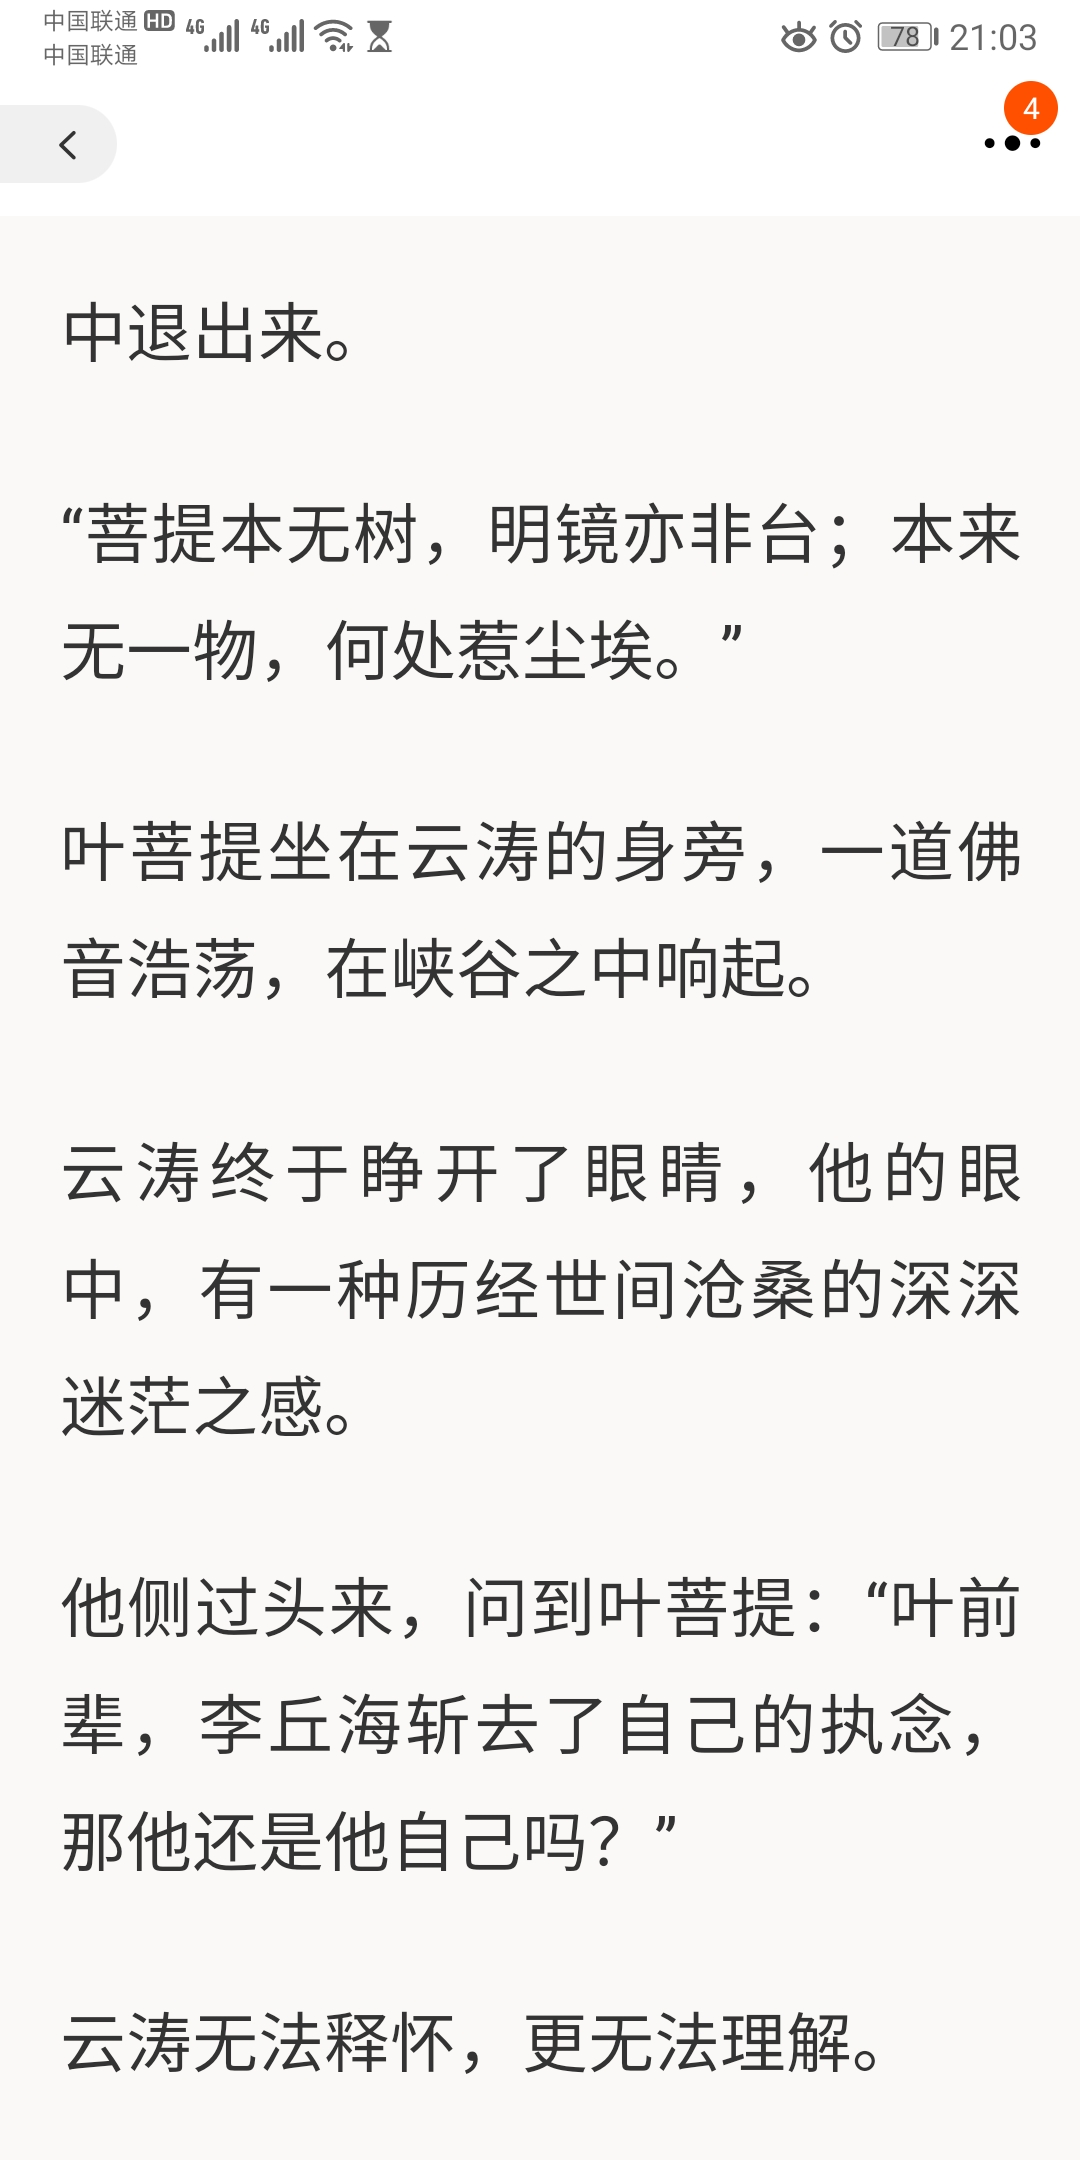 中国联通 HD 4G 4G 78 21:03
中国联通
4
中退出来。
“菩提本无树，明镜亦非台；本来
无一物，何处惹尘埃。”
叶菩提坐在云涛的身旁，一道佛
音浩荡，在峡谷之中响起。
云涛终于睁开了眼睛，他的眼
中，有一种历经世间沧桑的深深
迷茫之感。
他侧过头来，问到叶菩提：“叶前
辈，李丘海斩去了自己的执念，
那他还是他自己吗？”
云涛无法释怀，更无法理解。